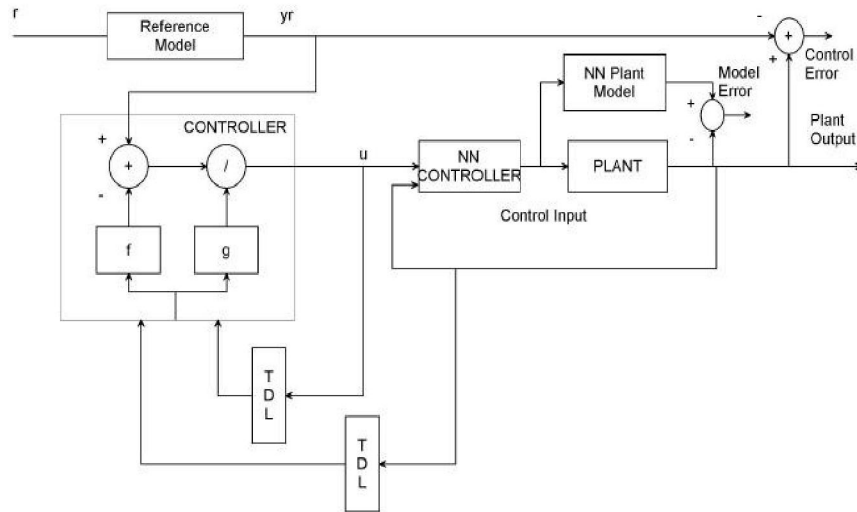 r
Reference
Model
yr
-
+
+
Control
Error
NN Plant
Model
Model
Error
+
-
Plant
Output
CONTROLLER
+
+
-
/
u
NN
CONTROLLER
PLANT
Control Input
f
g
T
D
L
T
D
L